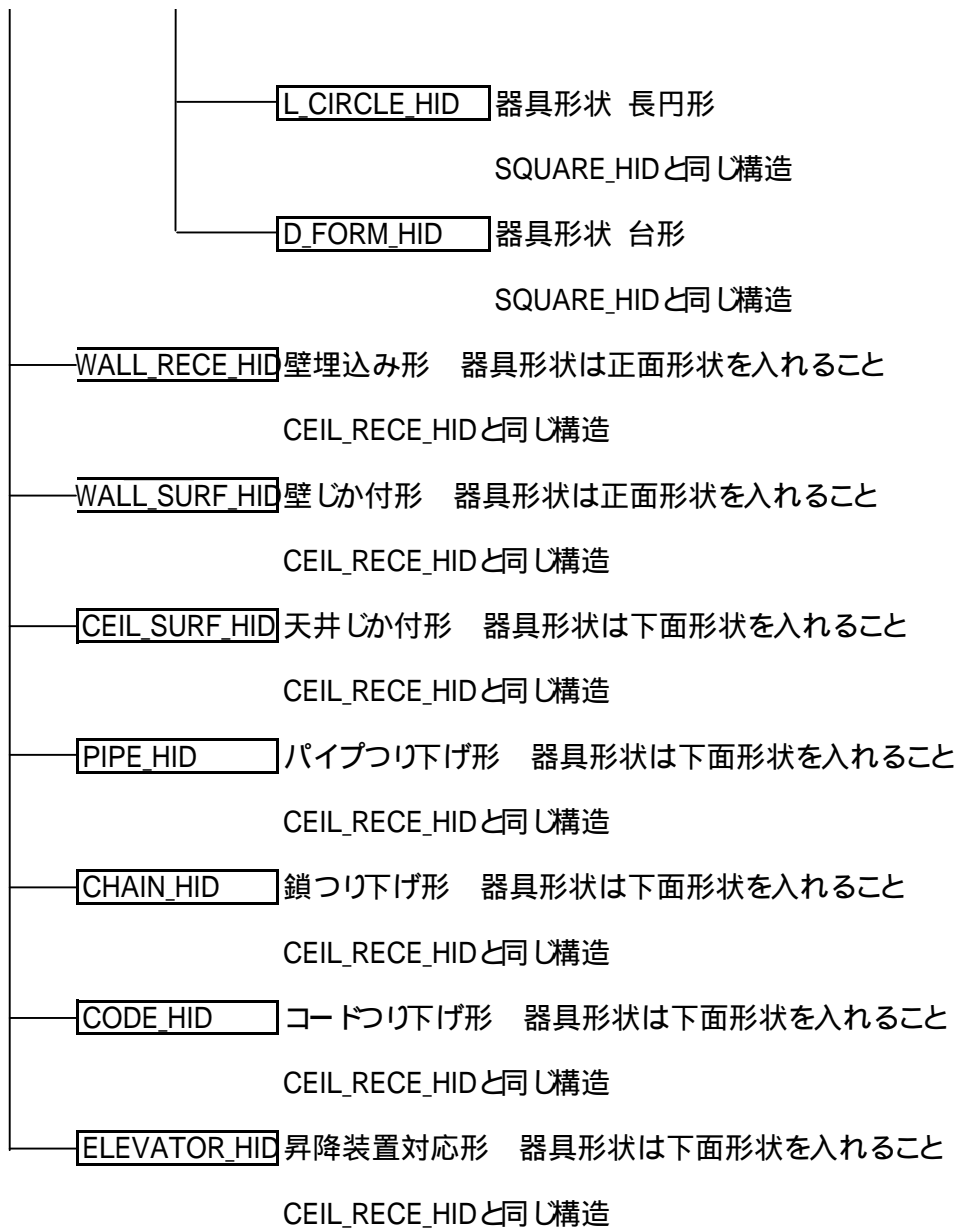 L_CIRCLE_HID 器具形状 長円形
SQUARE_HIDと同じ構造
D_FORM_HID 器具形状 台形
SQUARE_HIDと同じ構造
WALL_RECE_HID 壁埋込み形 器具形状は正面形状を入れること
CEIL_RECE_HIDと同じ構造
WALL_SURF_HID 壁じか付形 器具形状は正面形状を入れること
CEIL_RECE_HIDと同じ構造
CEIL_SURF_HID 天井じか付形 器具形状は下面形状を入れること
CEIL_RECE_HIDと同じ構造
PIPE_HID パイプつり下げ形 器具形状は下面形状を入れること
CEIL_RECE_HIDと同じ構造
CHAIN_HID 鎖つり下げ形 器具形状は下面形状を入れること
CEIL_RECE_HIDと同じ構造
CODE_HID コードつり下げ形 器具形状は下面形状を入れること
CEIL_RECE_HIDと同じ構造
ELEVATOR_HID 昇降装置対応形 器具形状は下面形状を入れること
CEIL_RECE_HIDと同じ構造